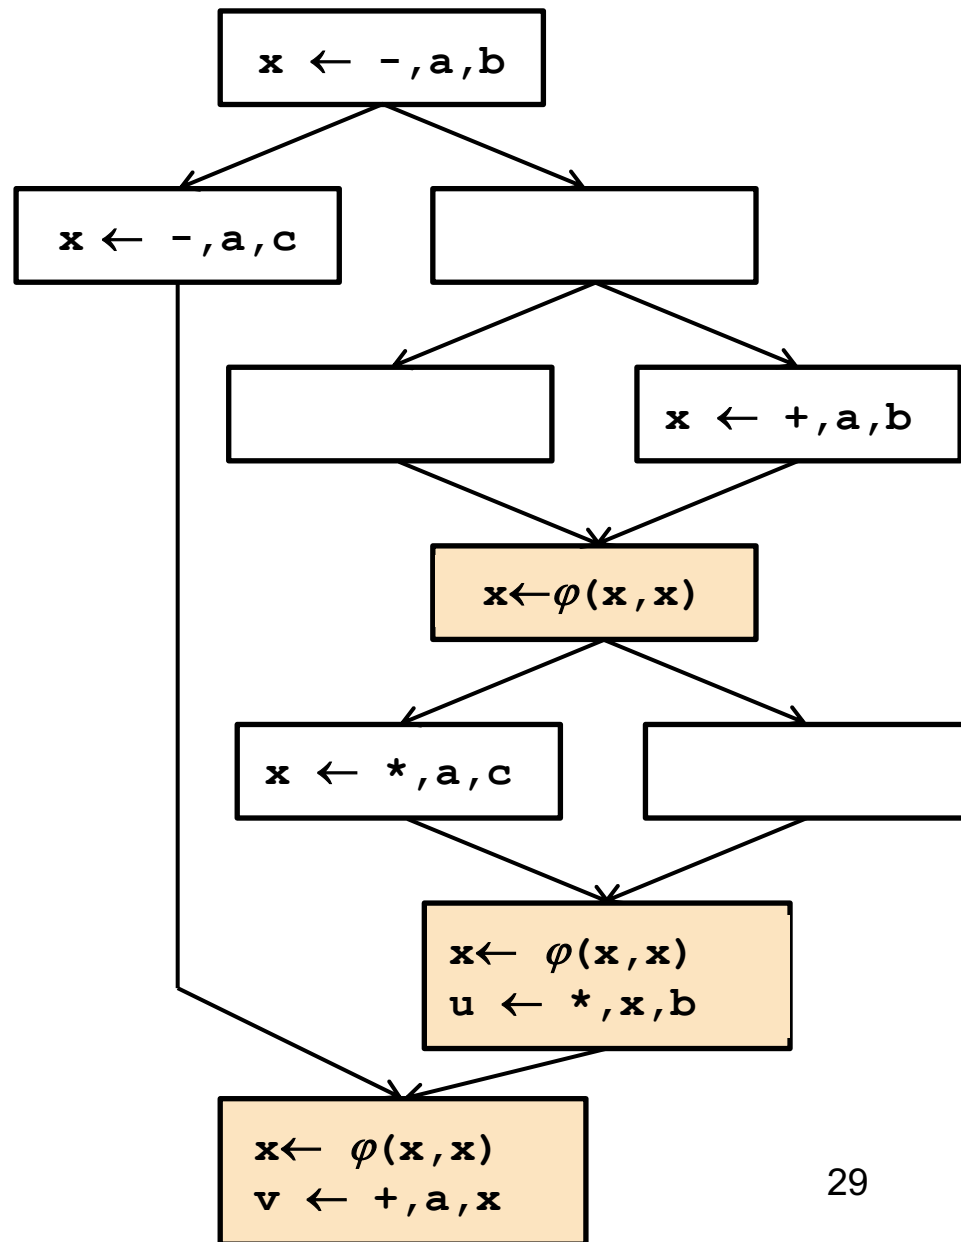 x ← -,a,b
x ← -,a,c
x ← +,a,b
x←φ(x,x)
x ← *,a,c
x← φ(x,x)
u ← *,x,b
x← φ(x,x)
v ← +,a,x
29